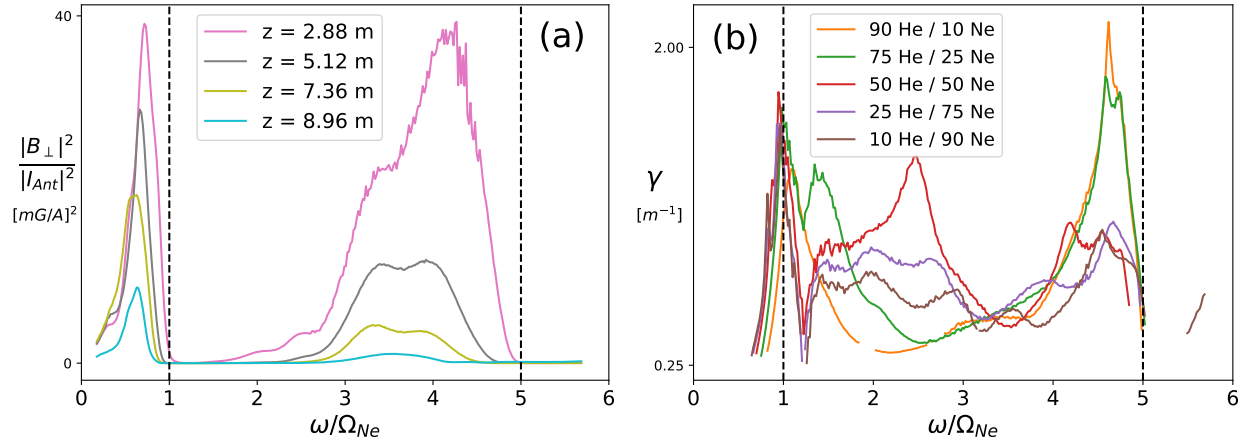 (a)
z = 2.88 m
z = 5.12 m
z = 7.36 m
z = 8.96 m
40
0
|B⊥|²
|I_Ant|²
[mG/A]²
0 1 2 3 4 5 6
ω/Ω_Ne
(b)
90 He / 10 Ne
75 He / 25 Ne
50 He / 50 Ne
25 He / 75 Ne
10 He / 90 Ne
2.00
0.25
γ
[m⁻¹]
0 1 2 3 4 5 6
ω/Ω_Ne